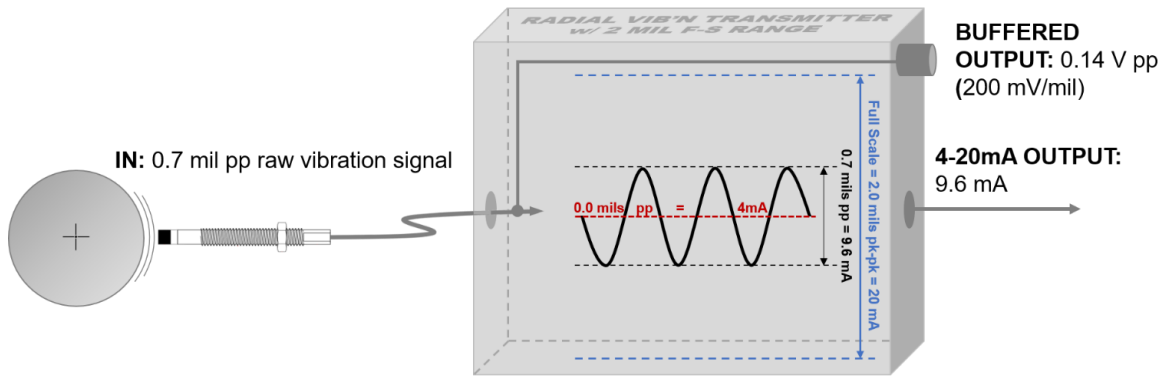 RADIAL VIB'N TRANSMITTER
w/ 2 MIL F-S RANGE
BUFFERED
OUTPUT: 0.14 V pp
(200 mV/mil)
IN: 0.7 mil pp raw vibration signal
0.0 mils pp = 4mA
0.7 mils pp = 9.6 mA
Full Scale = 2.0 mils pk-pk = 20 mA
4-20mA OUTPUT:
9.6 mA